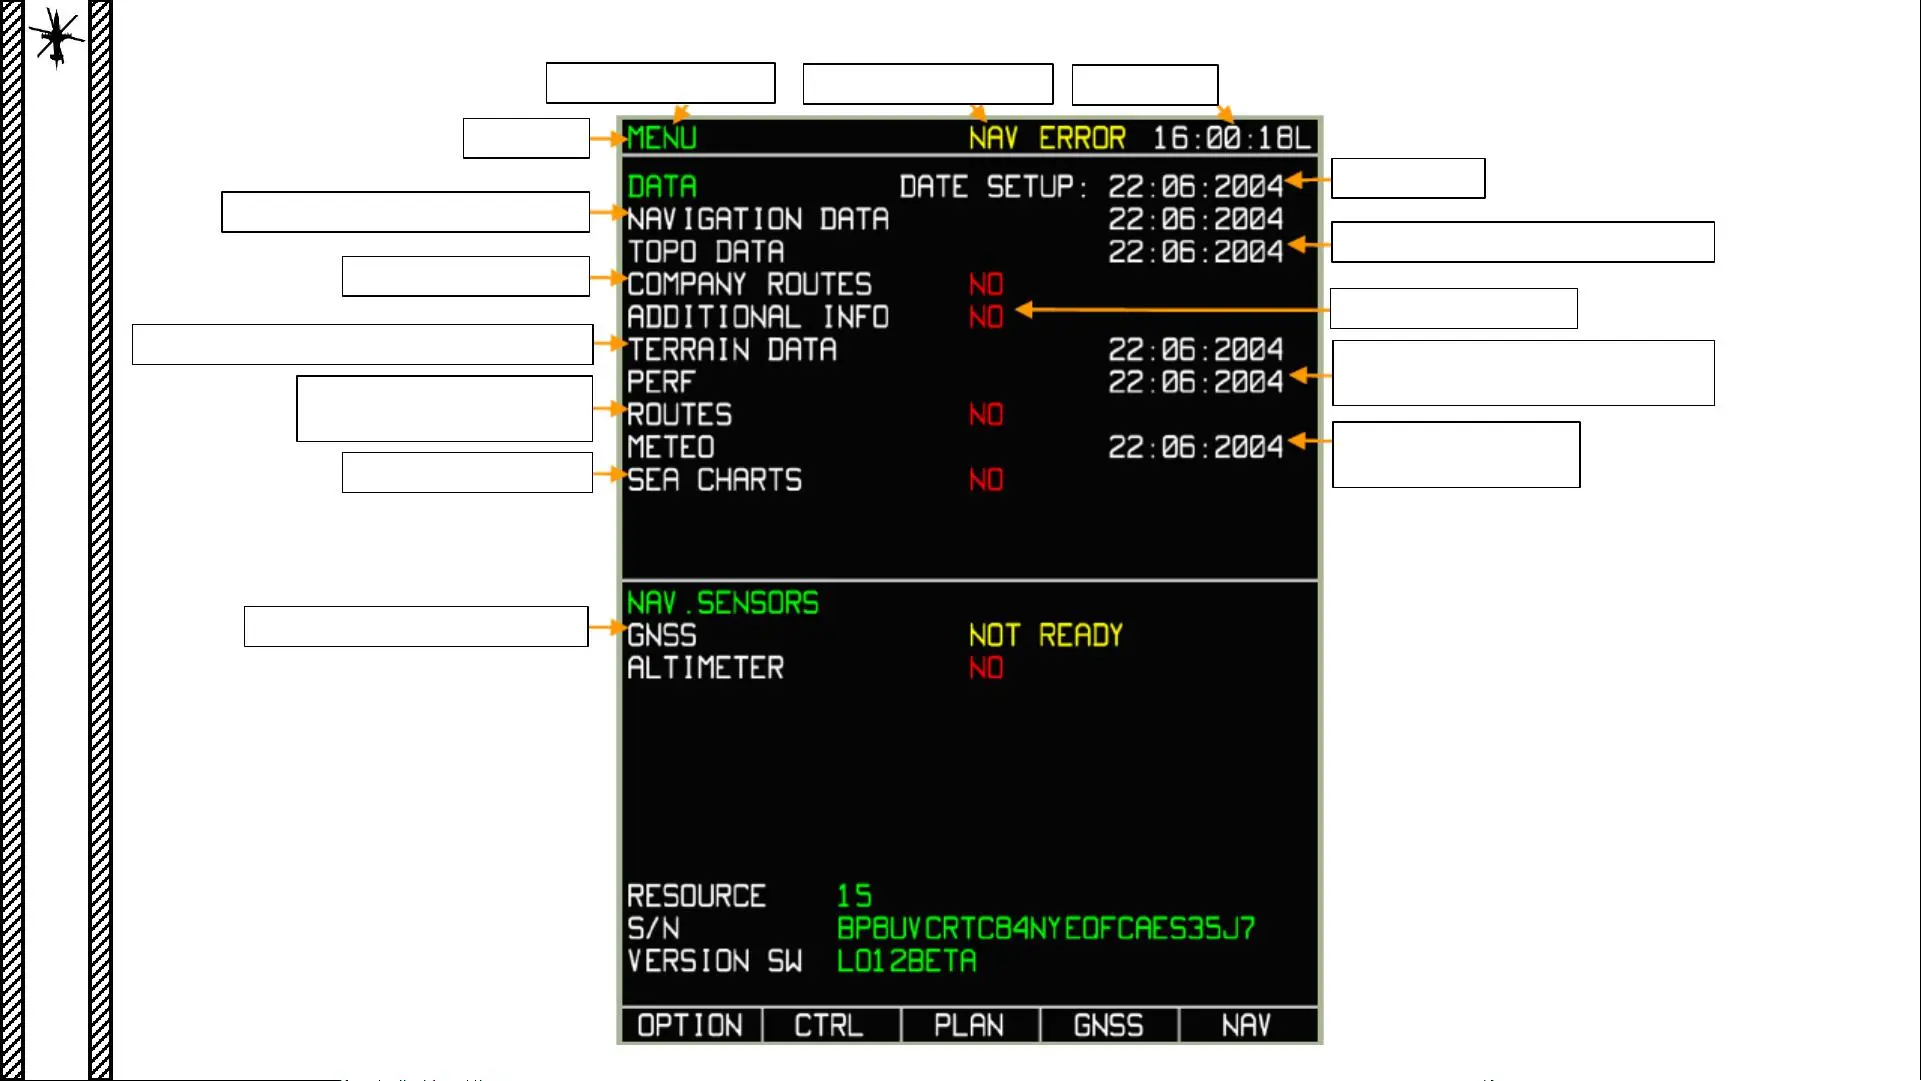 MENU NAV ERROR 16:00:18L
DATA DATE SETUP: 22:06:2004
NAVIGATION DATA 22:06:2004
TOPO DATA 22:06:2004
COMPANY ROUTES NO
ADDITIONAL INFO NO
TERRAIN DATA 22:06:2004
PERF 22:06:2004
ROUTES NO
METEO 22:06:2004
SEA CHARTS NO
NAV.SENSORS
GNSS NOT READY
ALTIMETER NO
RESOURCE 15
S/N BP8UVCRTC84NYEOFCAES35J7
VERSION SW L012BETA
OPTION CTRL PLAN GNSS NAV